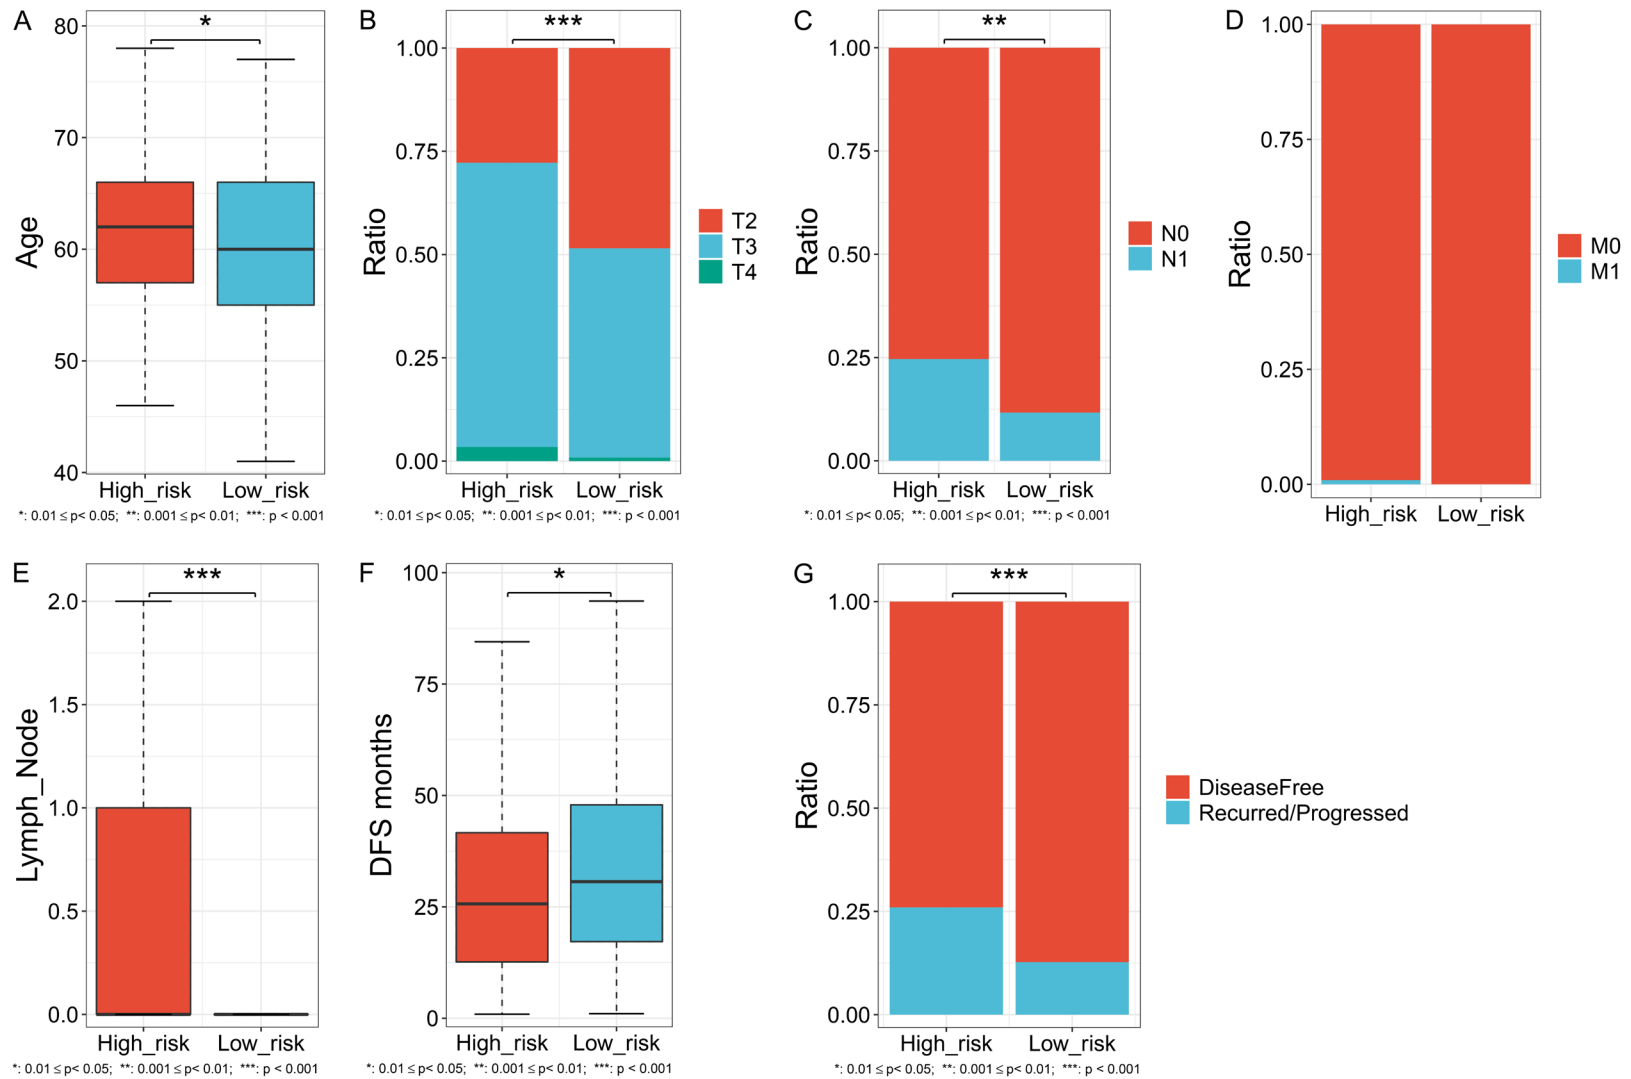 A
*
80
70
60
50
40
Age
High_risk Low_risk
*: 0.01 ≤ p< 0.05; **: 0.001 ≤ p< 0.01; ***: p < 0.001
B
***
1.00
0.75
0.50
0.25
0.00
Ratio
High_risk Low_risk
T2
T3
T4
*: 0.01 ≤ p< 0.05; **: 0.001 ≤ p< 0.01; ***: p < 0.001
C
**
1.00
0.75
0.50
0.25
0.00
Ratio
High_risk Low_risk
N0
N1
*: 0.01 ≤ p< 0.05; **: 0.001 ≤ p< 0.01; ***: p < 0.001
D
1.00
0.75
0.50
0.25
0.00
Ratio
High_risk Low_risk
M0
M1
E
***
2.0
1.5
1.0
0.5
0.0
Lymph_Node
High_risk Low_risk
*: 0.01 ≤ p< 0.05; **: 0.001 ≤ p< 0.01; ***: p < 0.001
F
*
100
75
50
25
0
DFS months
High_risk Low_risk
*: 0.01 ≤ p< 0.05; **: 0.001 ≤ p< 0.01; ***: p < 0.001
G
***
1.00
0.75
0.50
0.25
0.00
Ratio
High_risk Low_risk
DiseaseFree
Recurred/Progressed
*: 0.01 ≤ p< 0.05; **: 0.001 ≤ p< 0.01; ***: p < 0.001